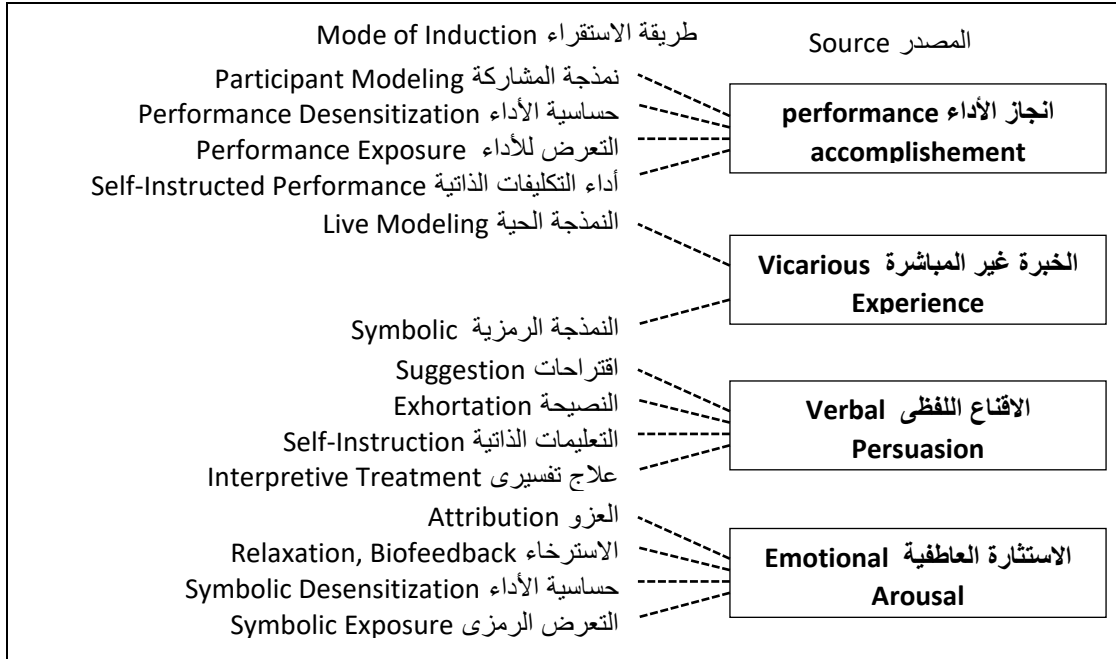 المصدر Source
طريقة الاستقراء Mode of Induction
انجاز الأداء performance
accomplishement
نمذجة المشاركة Participant Modeling
حساسية الأداء Performance Desensitization
التعرض للأداء Performance Exposure
أداء التكليفات الذاتية Self-Instructed Performance
الخبرة غير المباشرة Vicarious
Experience
النمذجة الحية Live Modeling
النمذجة الرمزية Symbolic
الاقناع اللفظى Verbal
Persuasion
اقتراحات Suggestion
النصيحة Exhortation
التعليمات الذاتية Self-Instruction
علاج تفسيرى Interpretive Treatment
الاستثارة العاطفية Emotional
Arousal
العزو Attribution
الاسترخاء Relaxation, Biofeedback
حساسية الأداء Symbolic Desensitization
التعرض الرمزى Symbolic Exposure